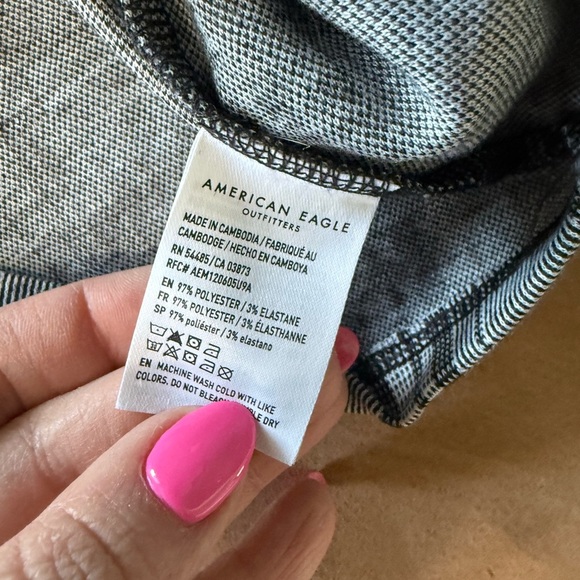 AMERICAN EAGLE
OUTFITTERS
MADE IN CAMBODIA / FABRIQUÉ AU
CAMBODGE / HECHO EN CAMBOYA
RN 54485 / CA 03873
RFC# AEM120605U9A
EN 97% POLYESTER / 3% ELASTANE
FR 97% POLYESTER / 3% ÉLASTHANNE
SP 97% poliéster / 3% elastano
EN MACHINE WASH COLD WITH LIKE
COLORS. DO NOT BLEACH
DRY